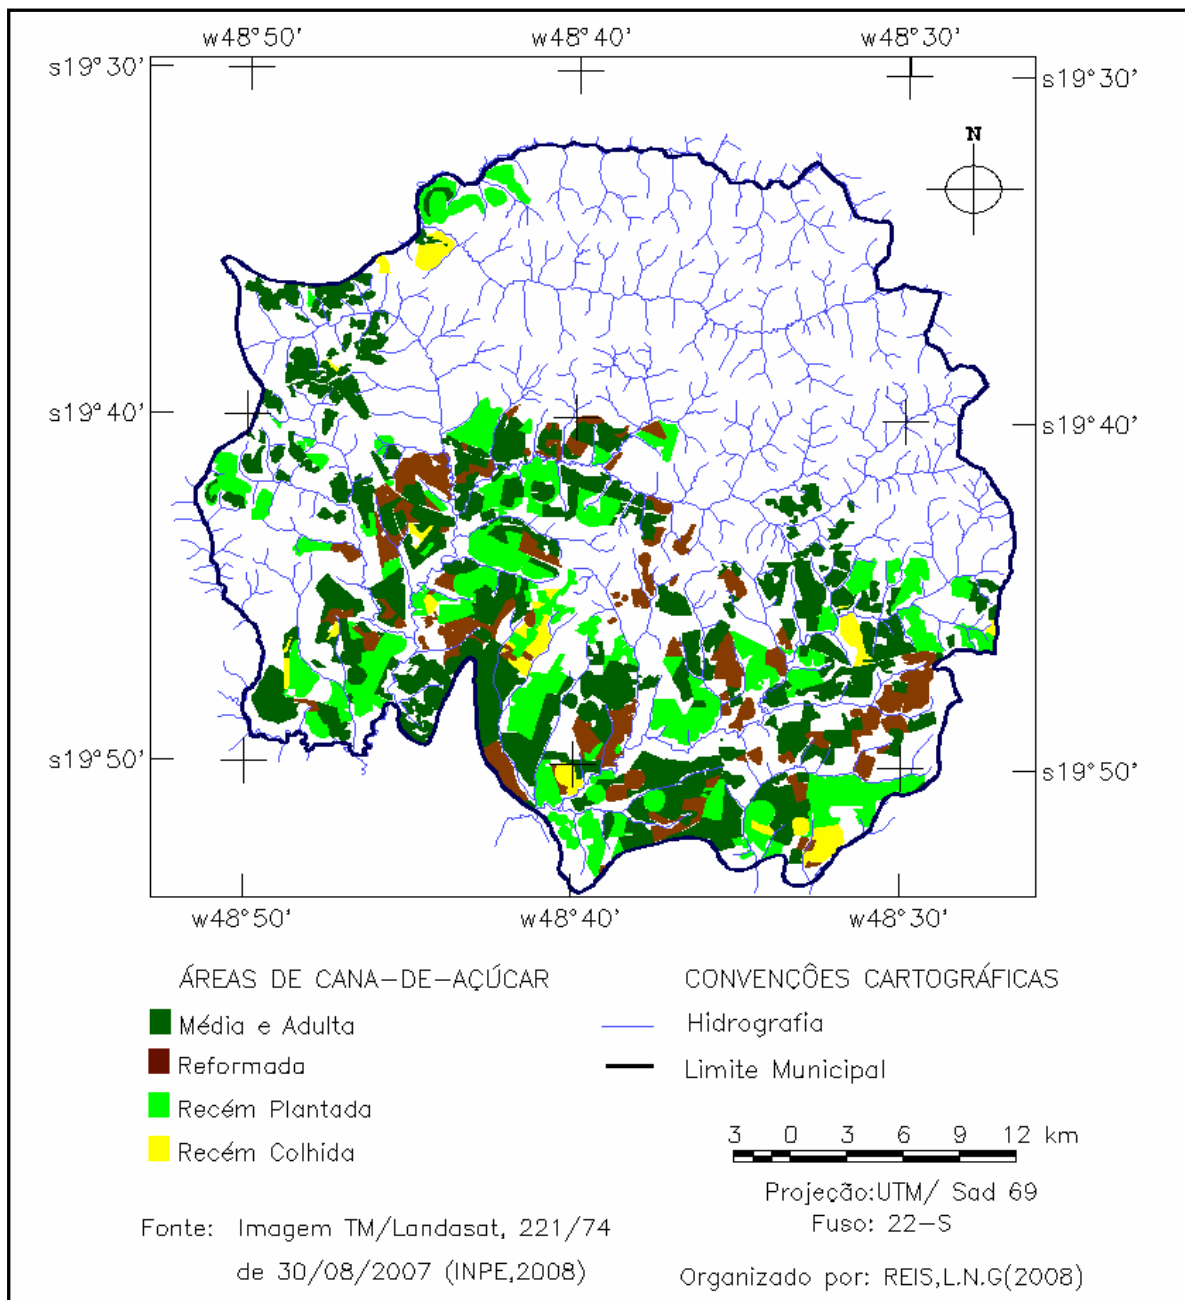 w48°50' w48°40' w48°30'
s19°30' s19°30'
N
s19°40' s19°40'
s19°50' s19°50'
w48°50' w48°40' w48°30'
ÁREAS DE CANA-DE-AÇÚCAR
Média e Adulta
Reformada
Recém Plantada
Recém Colhida
CONVENÇÕES CARTOGRÁFICAS
Hidrografia
Limite Municipal
3 0 3 6 9 12 km
Projeção:UTM/ Sad 69
Fuso: 22-S
Fonte: Imagem TM/Landasat, 221/74
de 30/08/2007 (INPE,2008)
Organizado por: REIS,L.N.G(2008)